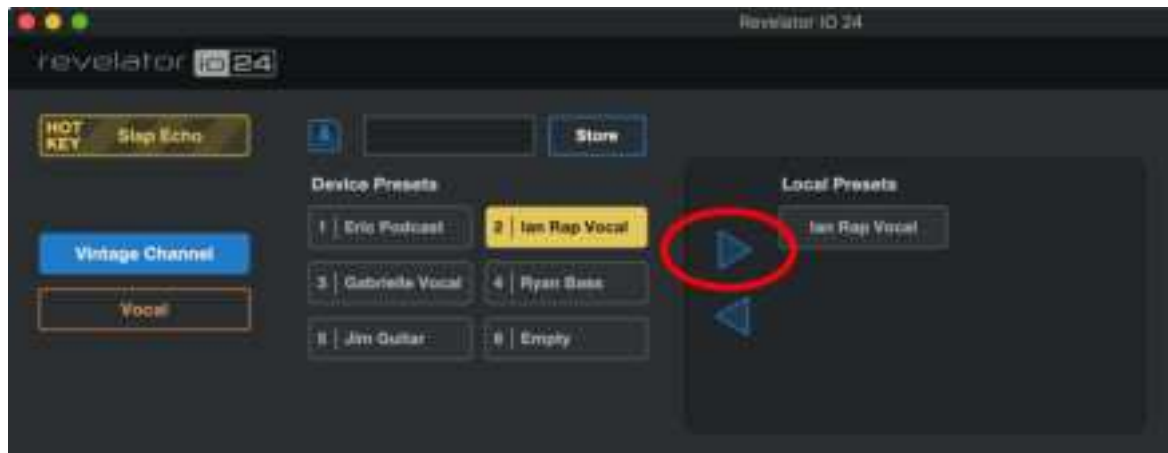 Revelator IO 24
revelator io 24
HOT KEY Slap Echo
Store
Device Presets
Local Presets
1 | Eric Podcast
2 | Ian Rap Vocal
Ian Rap Vocal
Vintage Channel
3 | Gabrielle Vocal
4 | Ryan Bass
Vocal
5 | Jim Guitar
6 | Empty